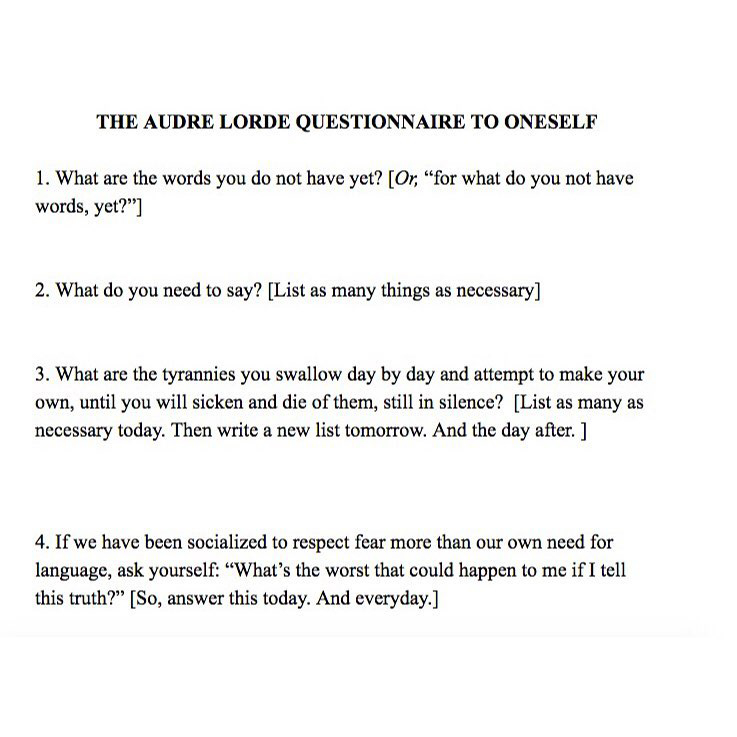 THE AUDRE LORDE QUESTIONNAIRE TO ONESELF
1. What are the words you do not have yet? [Or, “for what do you not have
words, yet?”]
2. What do you need to say? [List as many things as necessary]
3. What are the tyrannies you swallow day by day and attempt to make your
own, until you will sicken and die of them, still in silence?  [List as many as
necessary today. Then write a new list tomorrow. And the day after. ]
4. If we have been socialized to respect fear more than our own need for
language, ask yourself: “What’s the worst that could happen to me if I tell
this truth?” [So, answer this today. And everyday.]